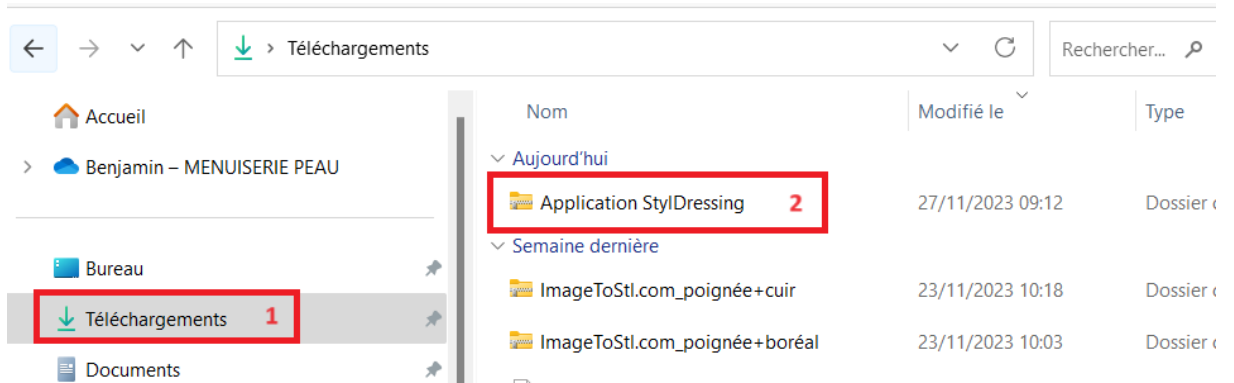 Téléchargements
Rechercher...
Accueil
Benjamin – MENUISERIE PEAU
Bureau
Téléchargements 1
Documents
Nom Modifié le Type
Aujourd'hui
Application StylDressing 2 27/11/2023 09:12 Dossier
Semaine dernière
ImageToStl.com_poignée+cuir 23/11/2023 10:18 Dossier
ImageToStl.com_poignée+boréal 23/11/2023 10:03 Dossier